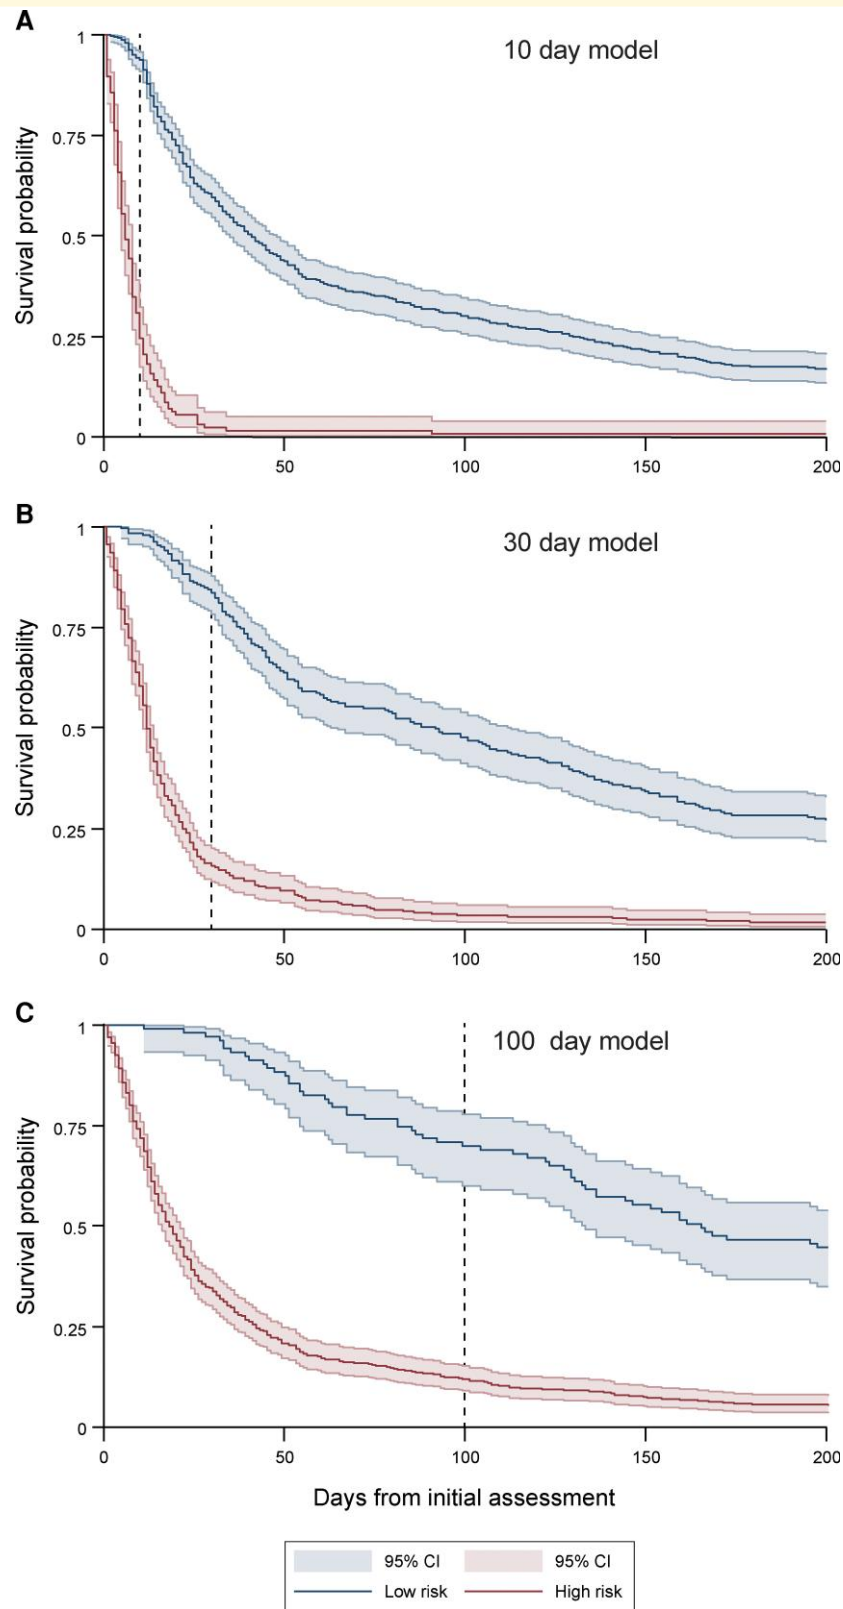 A
10 day model
Survival probability
1
0.75
0.5
0.25
0
0 50 100 150 200
B
30 day model
Survival probability
1
0.75
0.5
0.25
0
0 50 100 150 200
C
100 day model
Survival probability
1
0.75
0.5
0.25
0
0 50 100 150 200
Days from initial assessment
95% CI 95% CI
Low risk High risk